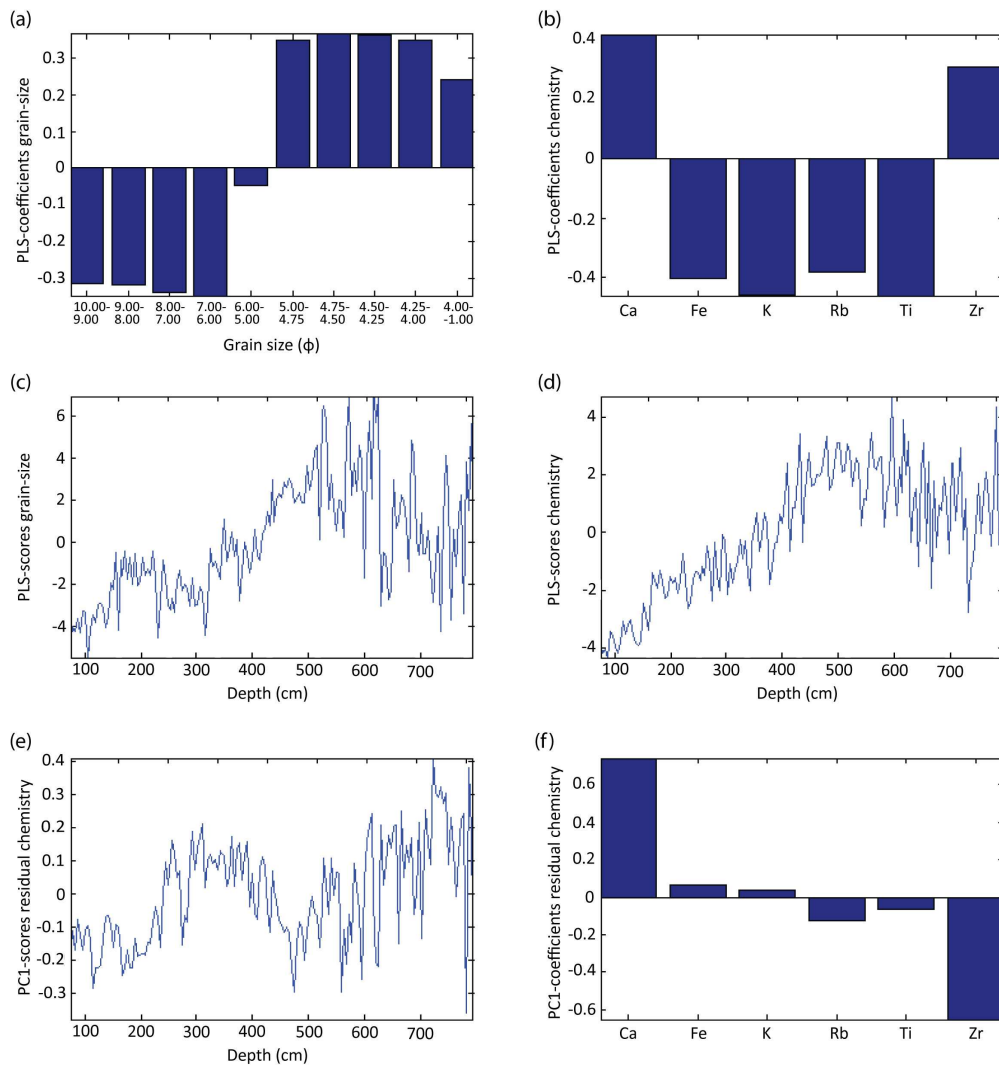 (a)
PLS-coefficients grain-size
0.3
0.2
0.1
0
-0.1
-0.2
-0.3
10.00- 9.00- 8.00- 7.00- 6.00- 5.00- 4.75- 4.50- 4.25- 4.00-
9.00 8.00 7.00 6.00 5.00 4.75 4.50 4.25 4.00 -1.00
Grain size (ϕ)
(b)
PLS-coefficients chemistry
0.4
0.2
0
-0.2
-0.4
Ca Fe K Rb Ti Zr
(c)
PLS-scores grain-size
6
4
2
0
-2
-4
100 200 300 400 500 600 700
Depth (cm)
(d)
PLS-scores chemistry
4
2
0
-2
-4
100 200 300 400 500 600 700
Depth (cm)
(e)
PC1-scores residual chemistry
0.4
0.3
0.2
0.1
0
-0.1
-0.2
-0.3
100 200 300 400 500 600 700
Depth (cm)
(f)
PC1-coefficients residual chemistry
0.6
0.4
0.2
0
-0.2
-0.4
-0.6
Ca Fe K Rb Ti Zr